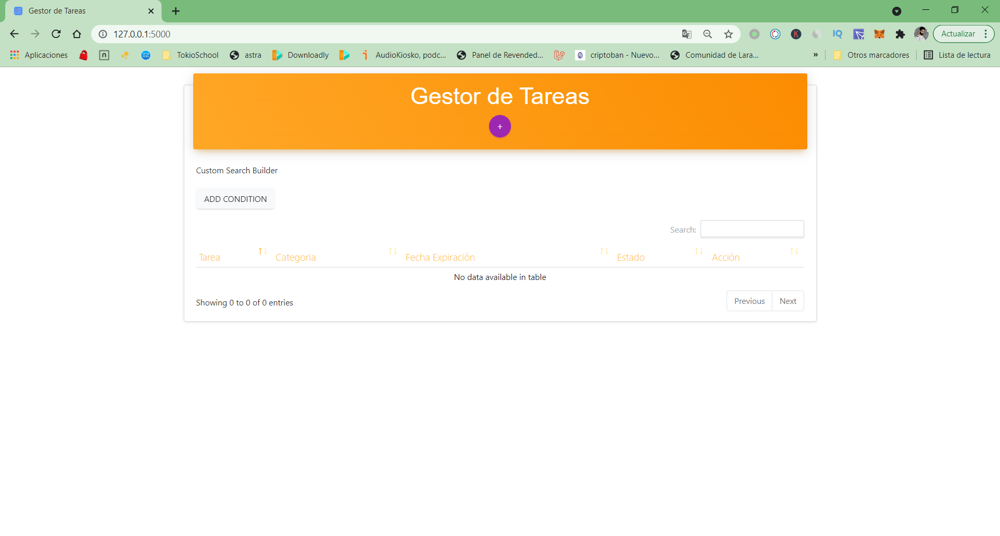 Gestor de Tareas
127.0.0.1:5000
Actualizar
Aplicaciones
TokioSchool
astra
Downloadly
AudioKiosko, podc...
Panel de Revended...
criptoban - Nuevo...
Comunidad de Lara...
»
Otros marcadores
Lista de lectura
Gestor de Tareas
+
Custom Search Builder
ADD CONDITION
Search:
Tarea Categoria Fecha Expiración Estado Acción
No data available in table
Showing 0 to 0 of 0 entries
Previous Next